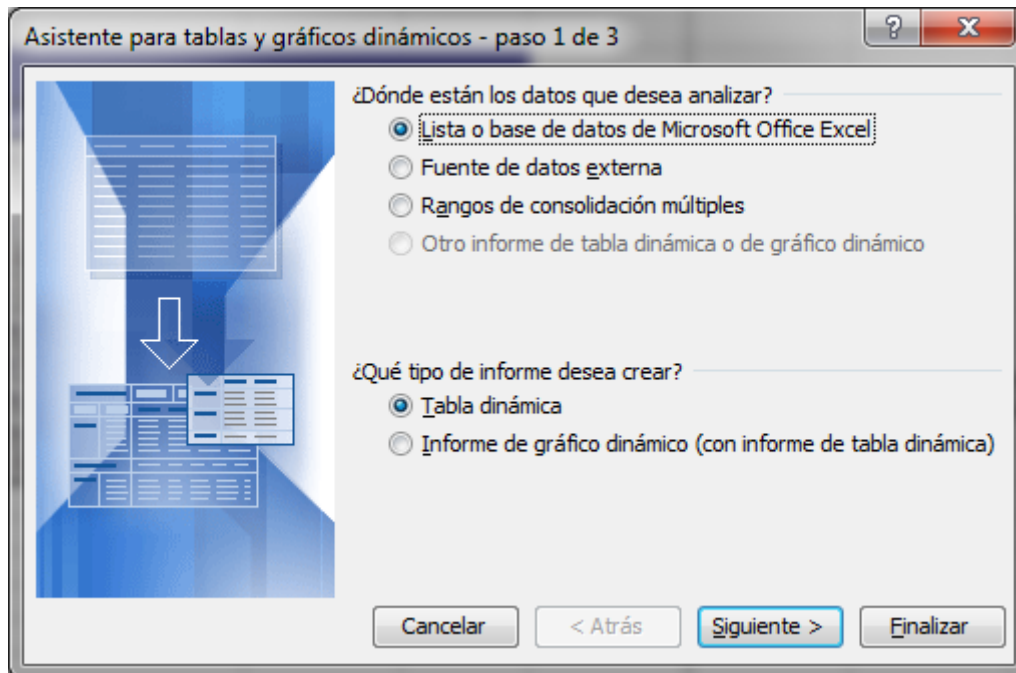 Asistente para tablas y gráficos dinámicos - paso 1 de 3
¿Dónde están los datos que desea analizar?
Lista o base de datos de Microsoft Office Excel
Fuente de datos externa
Rangos de consolidación múltiples
Otro informe de tabla dinámica o de gráfico dinámico
¿Qué tipo de informe desea crear?
Tabla dinámica
Informe de gráfico dinámico (con informe de tabla dinámica)
Cancelar
< Atrás
Siguiente >
Finalizar